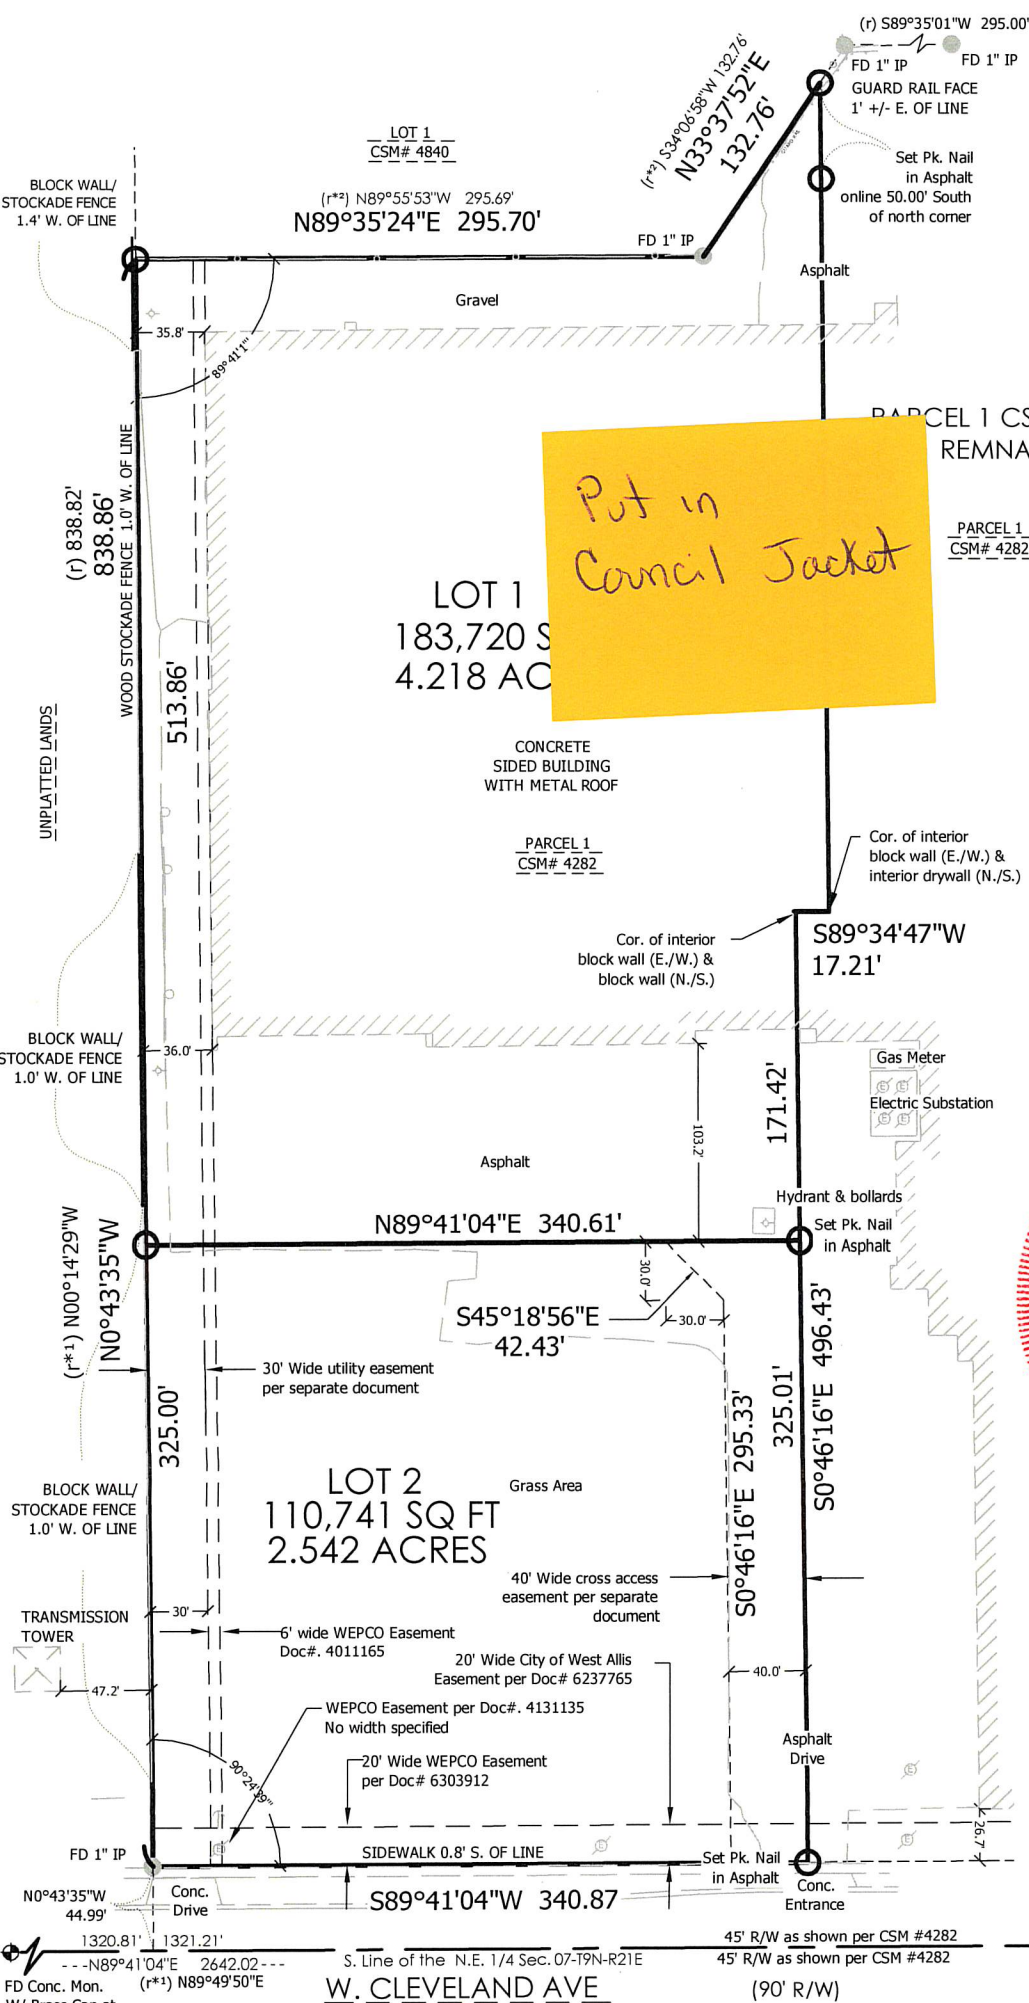 (r) S89°35'01"W 295.00'
FD 1" IP
FD 1" IP
GUARD RAIL FACE
1' +/- E. OF LINE
(r*²) S34°06'58"W 132.76'
N33°37'52"E
132.76'
LOT 1
CSM# 4840
BLOCK WALL/
STOCKADE FENCE
1.4' W. OF LINE
(r*²) N89°55'53"W 295.69'
N89°35'24"E 295.70'
FD 1" IP
Set Pk. Nail
in Asphalt
online 50.00' South
of north corner
Asphalt
Gravel
35.8'
89°41'1"'
PARCEL 1 CS
REMNA
Put in
Council Jacket
PARCEL 1
CSM# 4282
(r) 838.82'
838.86'
WOOD STOCKADE FENCE 1.0' W. OF LINE
LOT 1
183,720 S
4.218 AC
513.86'
UNPLATTED LANDS
CONCRETE
SIDED BUILDING
WITH METAL ROOF
PARCEL 1
CSM# 4282
Cor. of interior
block wall (E./W.) &
interior drywall (N./S.)
Cor. of interior
block wall (E./W.) &
block wall (N./S.)
S89°34'47"W
17.21'
BLOCK WALL/
STOCKADE FENCE
1.0' W. OF LINE
36.0'
Gas Meter
Electric Substation
171.42'
103.2'
Asphalt
Hydrant & bollards
N89°41'04"E 340.61'
Set Pk. Nail
in Asphalt
(r*¹) N00°14'29"W
N0°43'35"W
30.0'
30.0'
S45°18'56"E
42.43'
30' Wide utility easement
per separate document
325.00'
S0°46'16"E 295.33'
325.01'
S0°46'16"E 496.43'
LOT 2
110,741 SQ FT
2.542 ACRES
Grass Area
BLOCK WALL/
STOCKADE FENCE
1.0' W. OF LINE
40' Wide cross access
easement per separate
document
TRANSMISSION
TOWER
30'
6' wide WEPCO Easement
Doc#. 4011165
20' Wide City of West Allis
Easement per Doc# 6237765
40.0'
47.2'
WEPCO Easement per Doc#. 4131135
No width specified
Asphalt
Drive
20' Wide WEPCO Easement
per Doc# 6303912
90°24'39"'
26.7'
FD 1" IP
SIDEWALK 0.8' S. OF LINE
Set Pk. Nail
in Asphalt
N0°43'35"W
44.99'
Conc.
Drive
S89°41'04"W 340.87
Conc.
Entrance
1320.81' 1321.21'
45' R/W as shown per CSM #4282
---N89°41'04"E 2642.02---
S. Line of the N.E. 1/4 Sec. 07-T9N-R21E
45' R/W as shown per CSM #4282
FD Conc. Mon.
(r*¹) N89°49'50"E
W. CLEVELAND AVE
(90' R/W)
W/ Brass Cap at